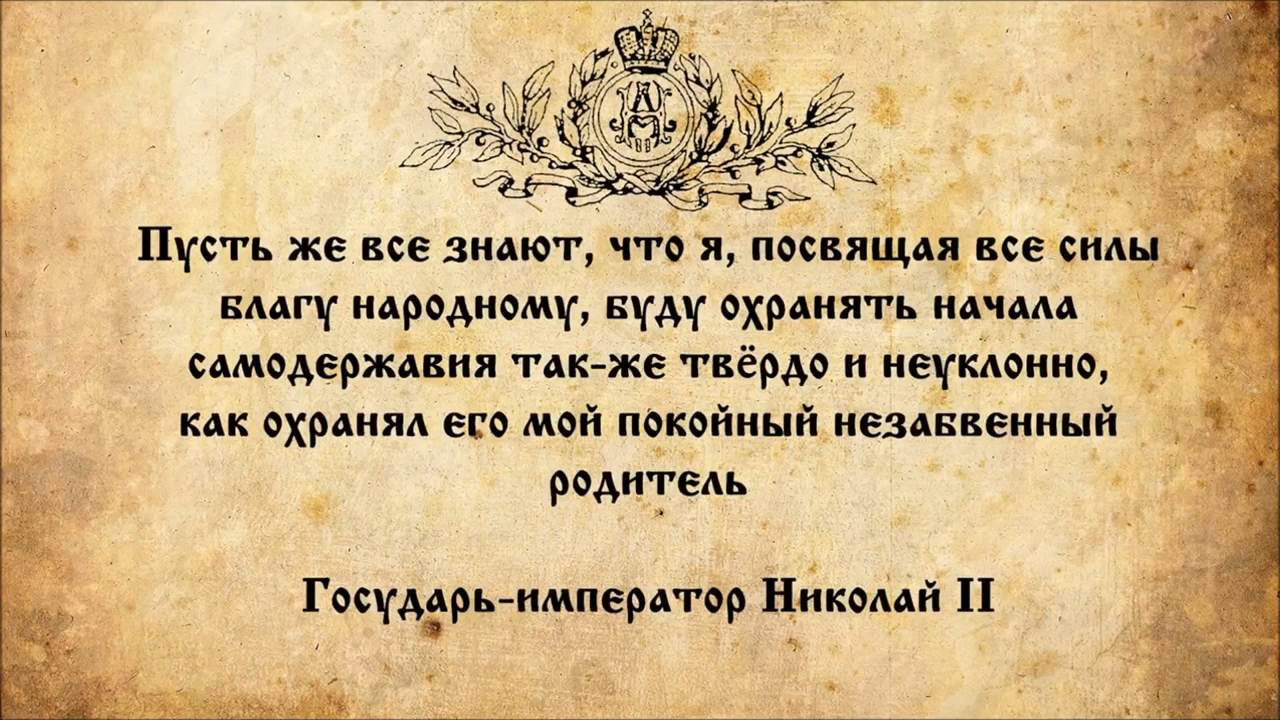 Пусть же все знают, что я, посвящая все силы
благу народному, буду охранять начала
самодержавия так-же твёрдо и неуклонно,
как охранял его мой покойный незабвенный
родитель
Государь-император Николай II